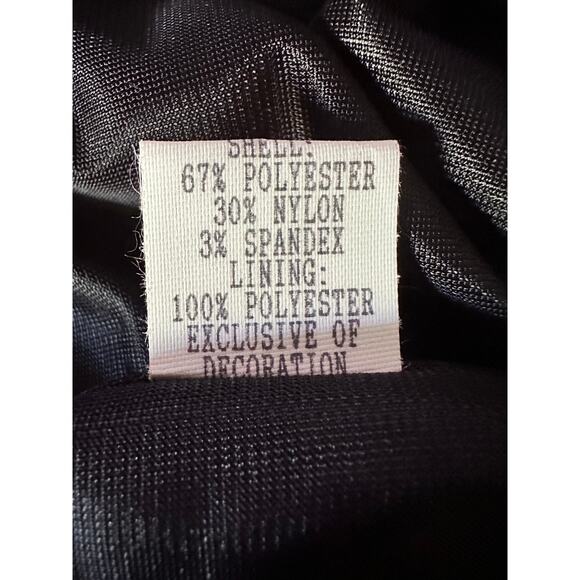 SHELL:
67% POLYESTER
30% NYLON
3% SPANDEX
LINING:
100% POLYESTER
EXCLUSIVE OF
DECORATION